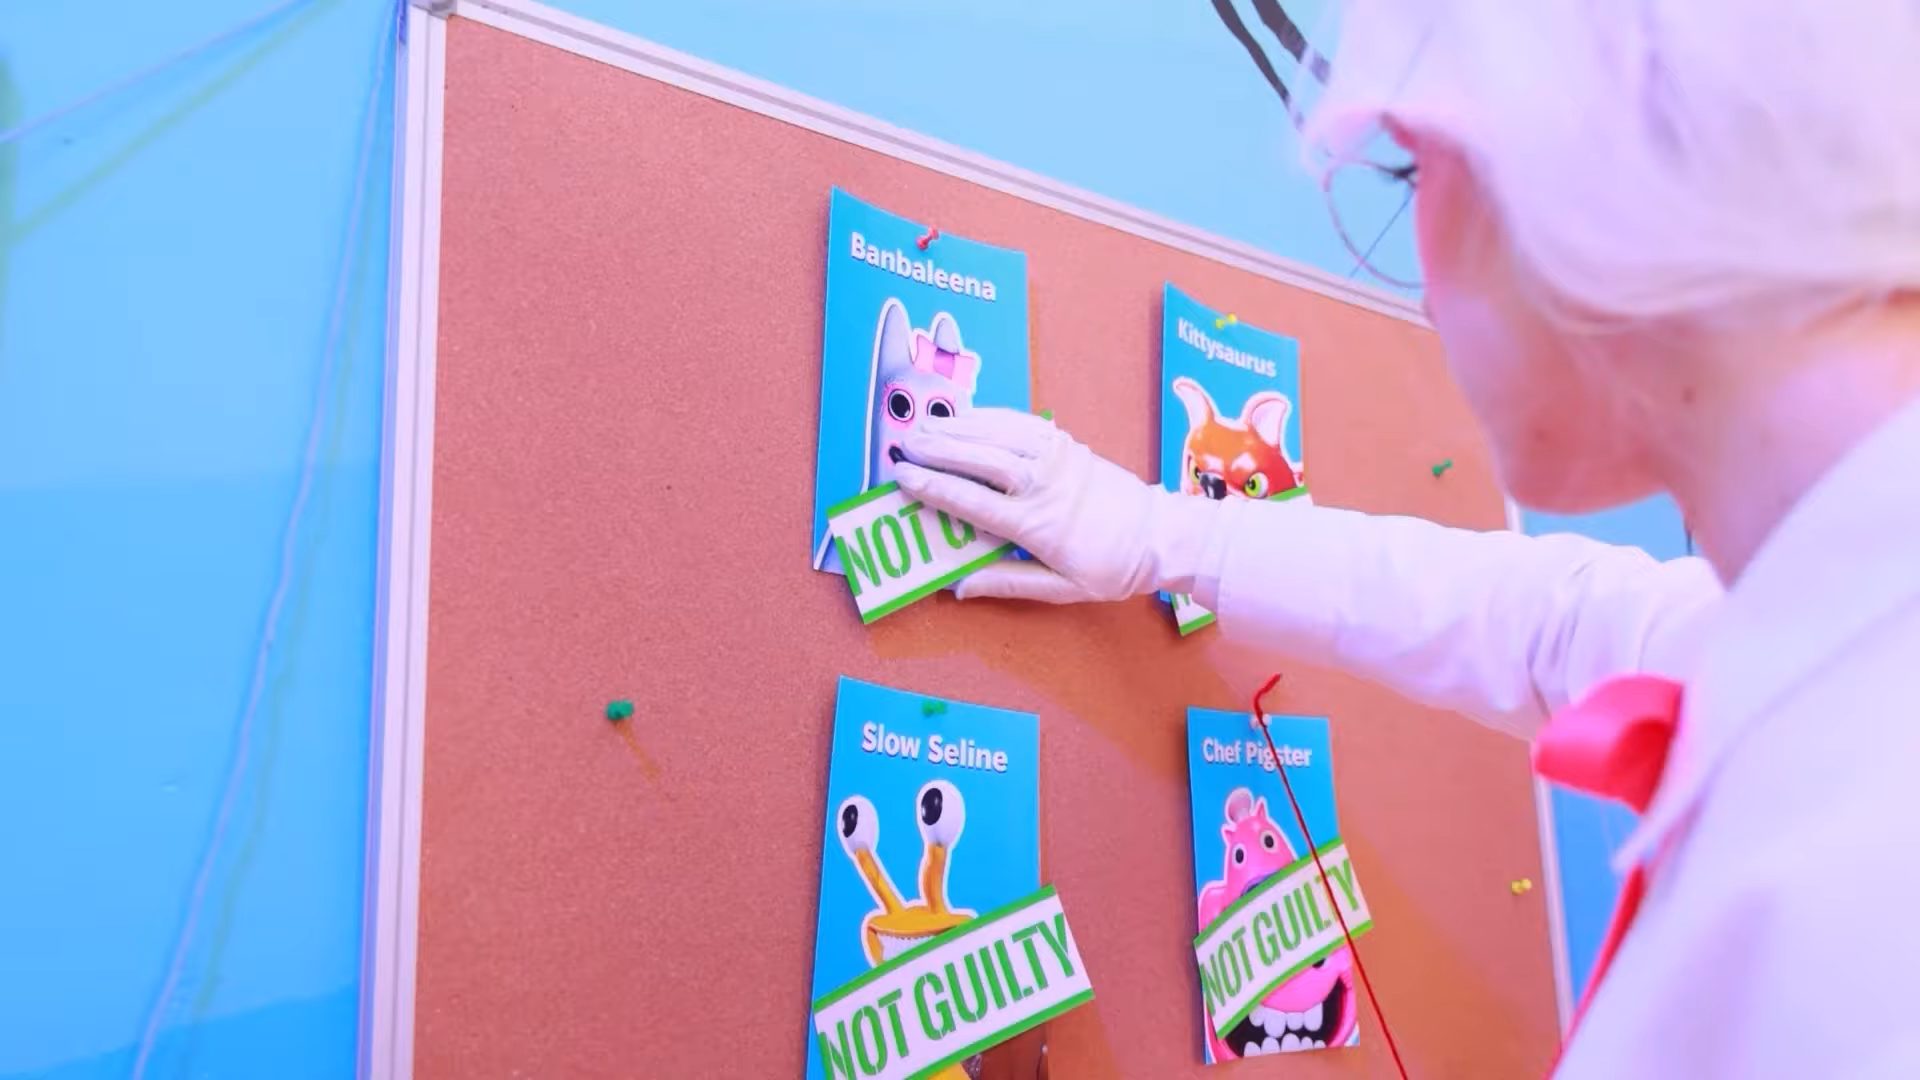 Banbaleena
Kittysaurus
NOT G
Slow Seline
Chef Pigster
NOT GUILTY
NOT GUILTY